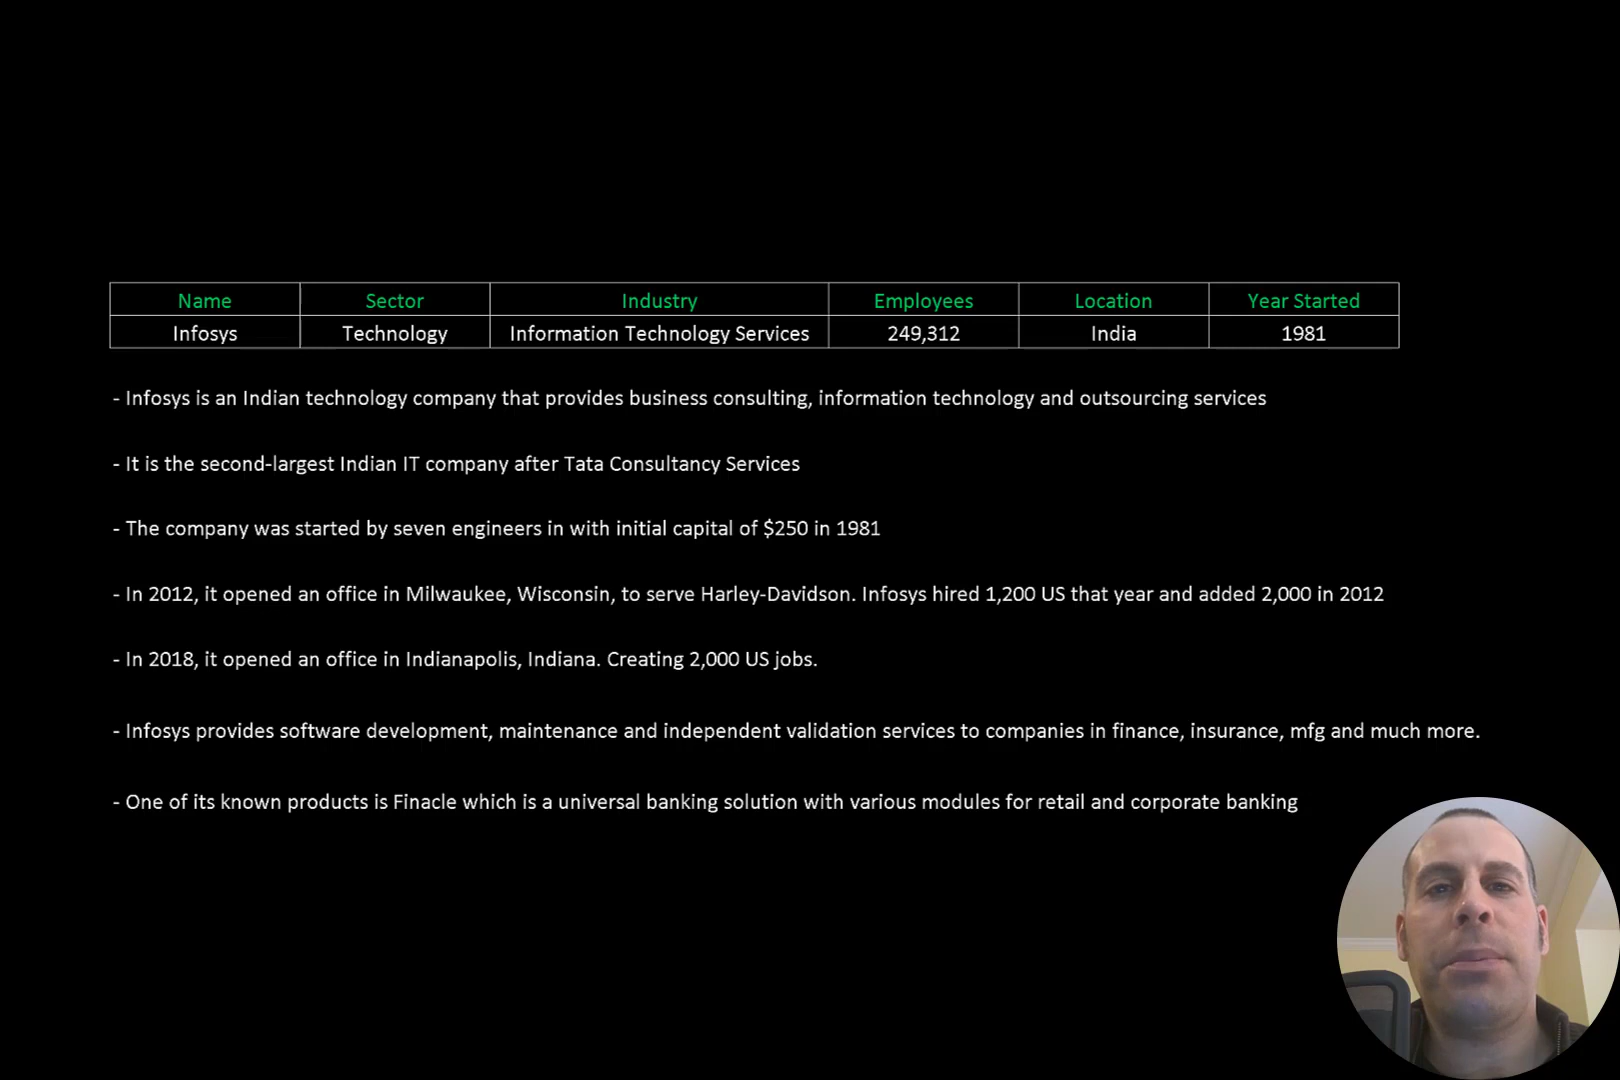 Name Sector Industry Employees Location Year Started
Infosys Technology Information Technology Services 249,312 India 1981
- Infosys is an Indian technology company that provides business consulting, information technology and outsourcing services
- It is the second-largest Indian IT company after Tata Consultancy Services
- The company was started by seven engineers in with initial capital of $250 in 1981
- In 2012, it opened an office in Milwaukee, Wisconsin, to serve Harley-Davidson. Infosys hired 1,200 US that year and added 2,000 in 2012
- In 2018, it opened an office in Indianapolis, Indiana. Creating 2,000 US jobs.
- Infosys provides software development, maintenance and independent validation services to companies in finance, insurance, mfg and much more.
- One of its known products is Finacle which is a universal banking solution with various modules for retail and corporate banking